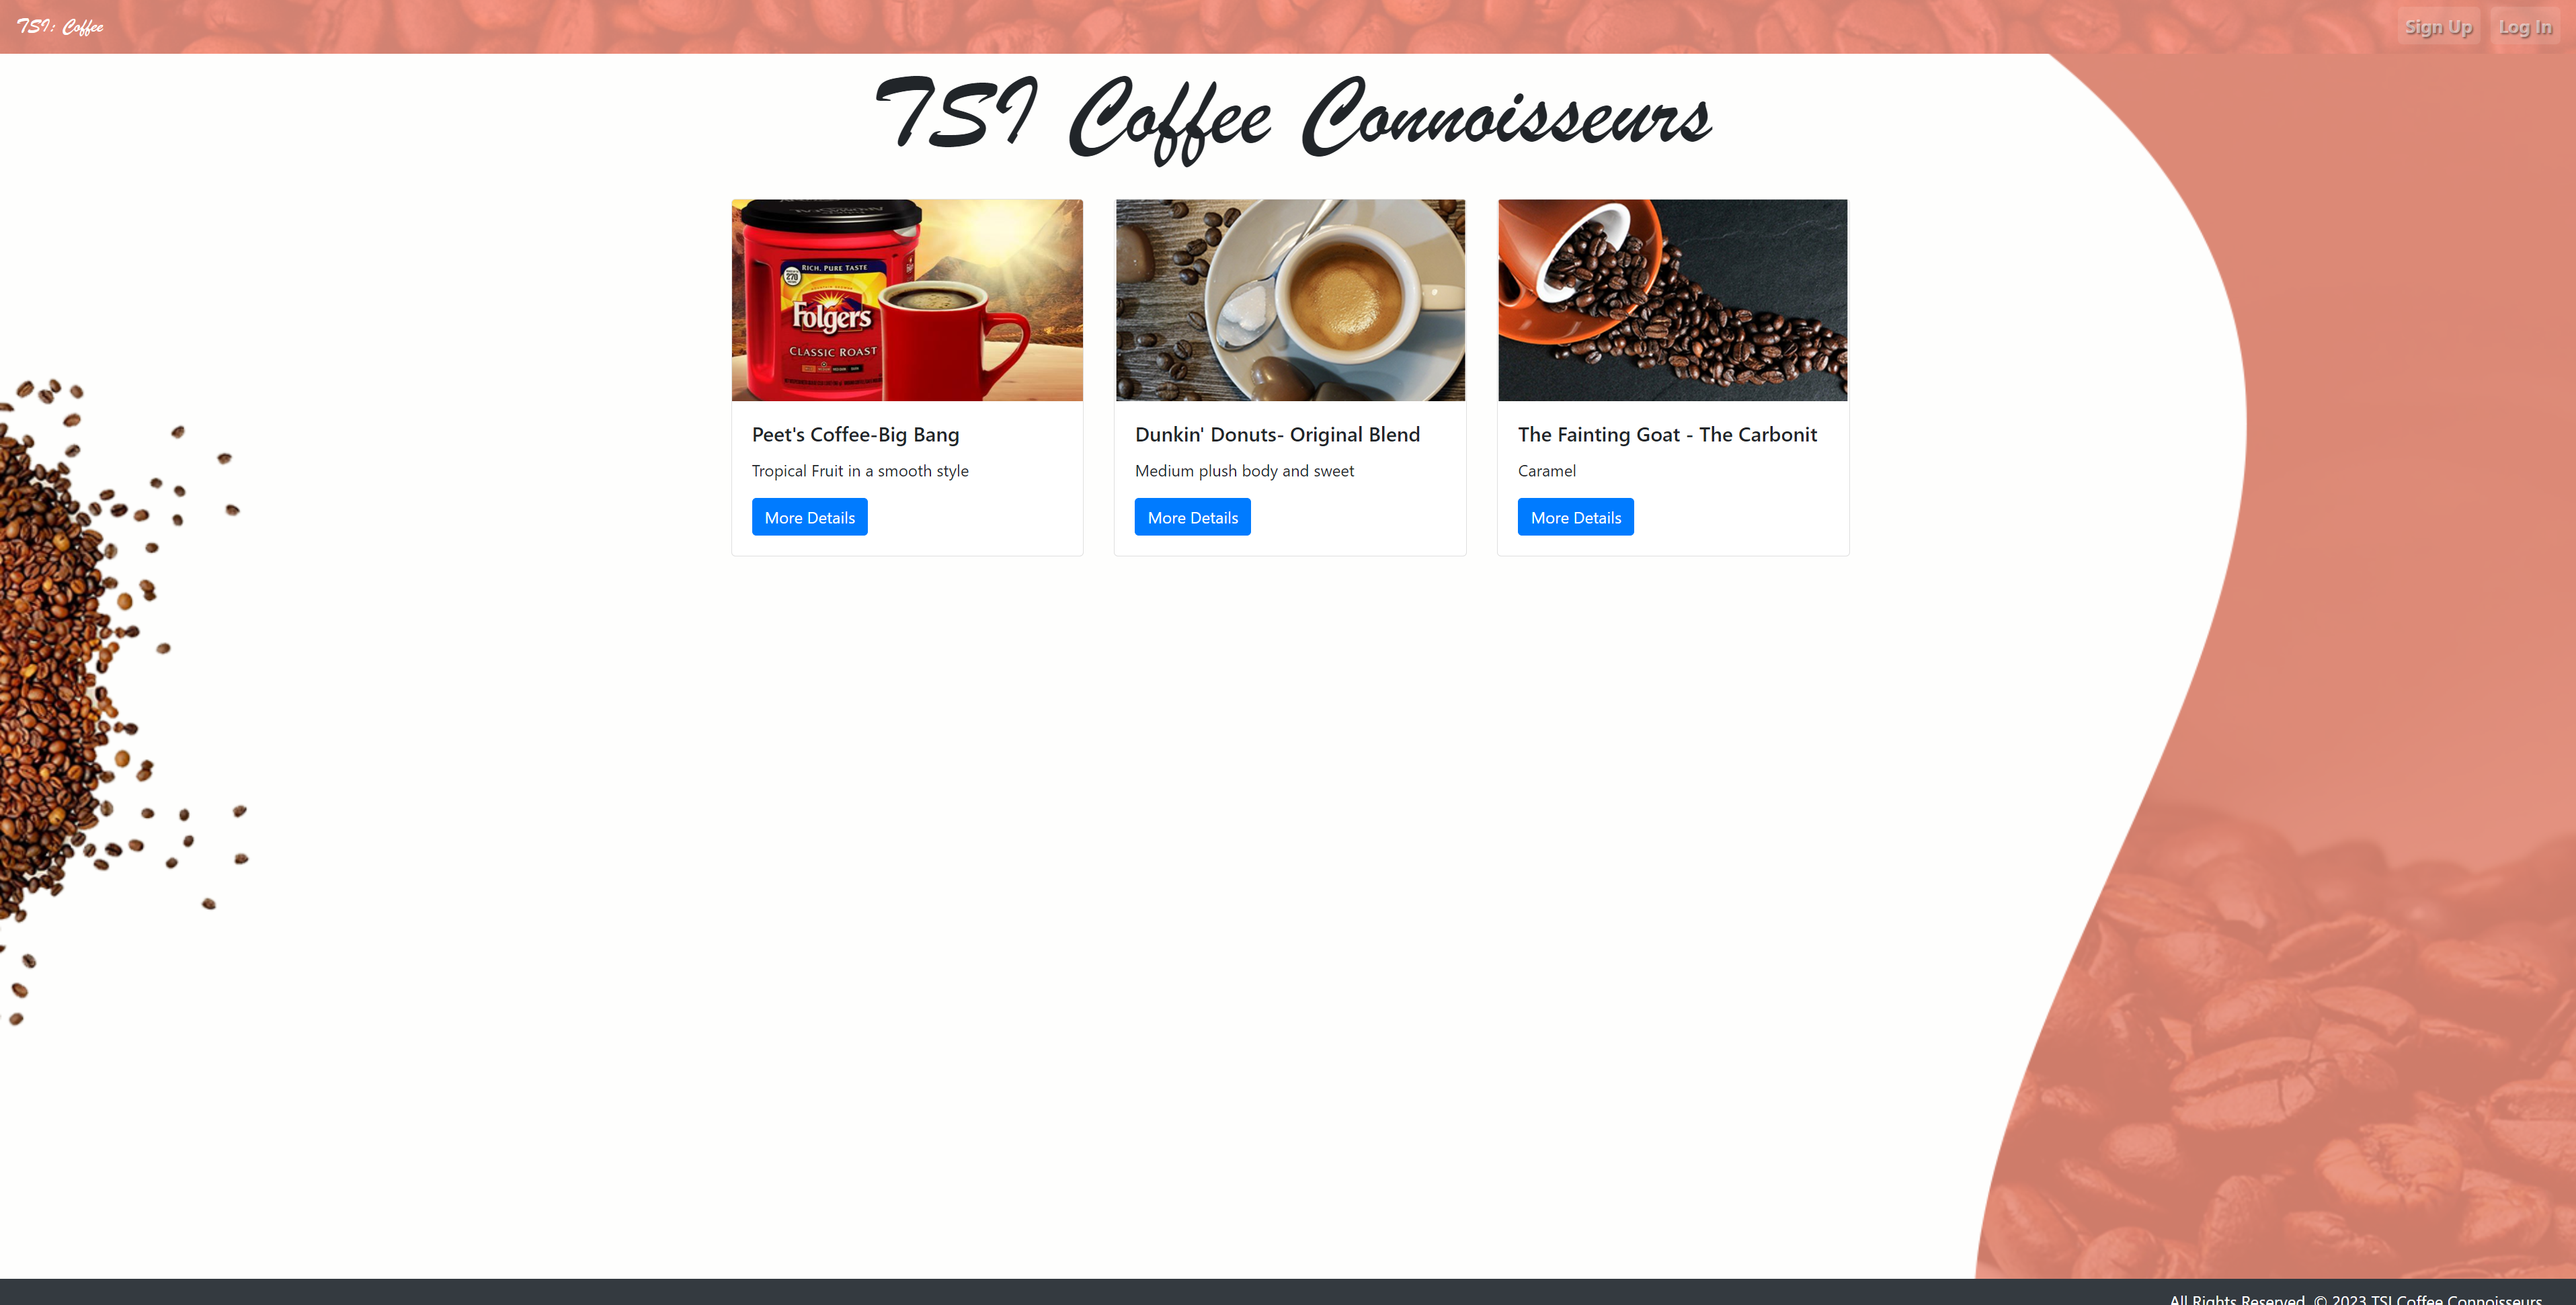 TSI: Coffee
Sign Up
Log In
TSI Coffee Connoisseurs
RICH, PURE TASTE
270
Folgers
CLASSIC ROAST
Peet's Coffee-Big Bang
Tropical Fruit in a smooth style
More Details
Dunkin' Donuts- Original Blend
Medium plush body and sweet
More Details
The Fainting Goat - The Carbonit
Caramel
More Details
All Rights Reserved. © 2023 TSI Coffee Connoisseurs